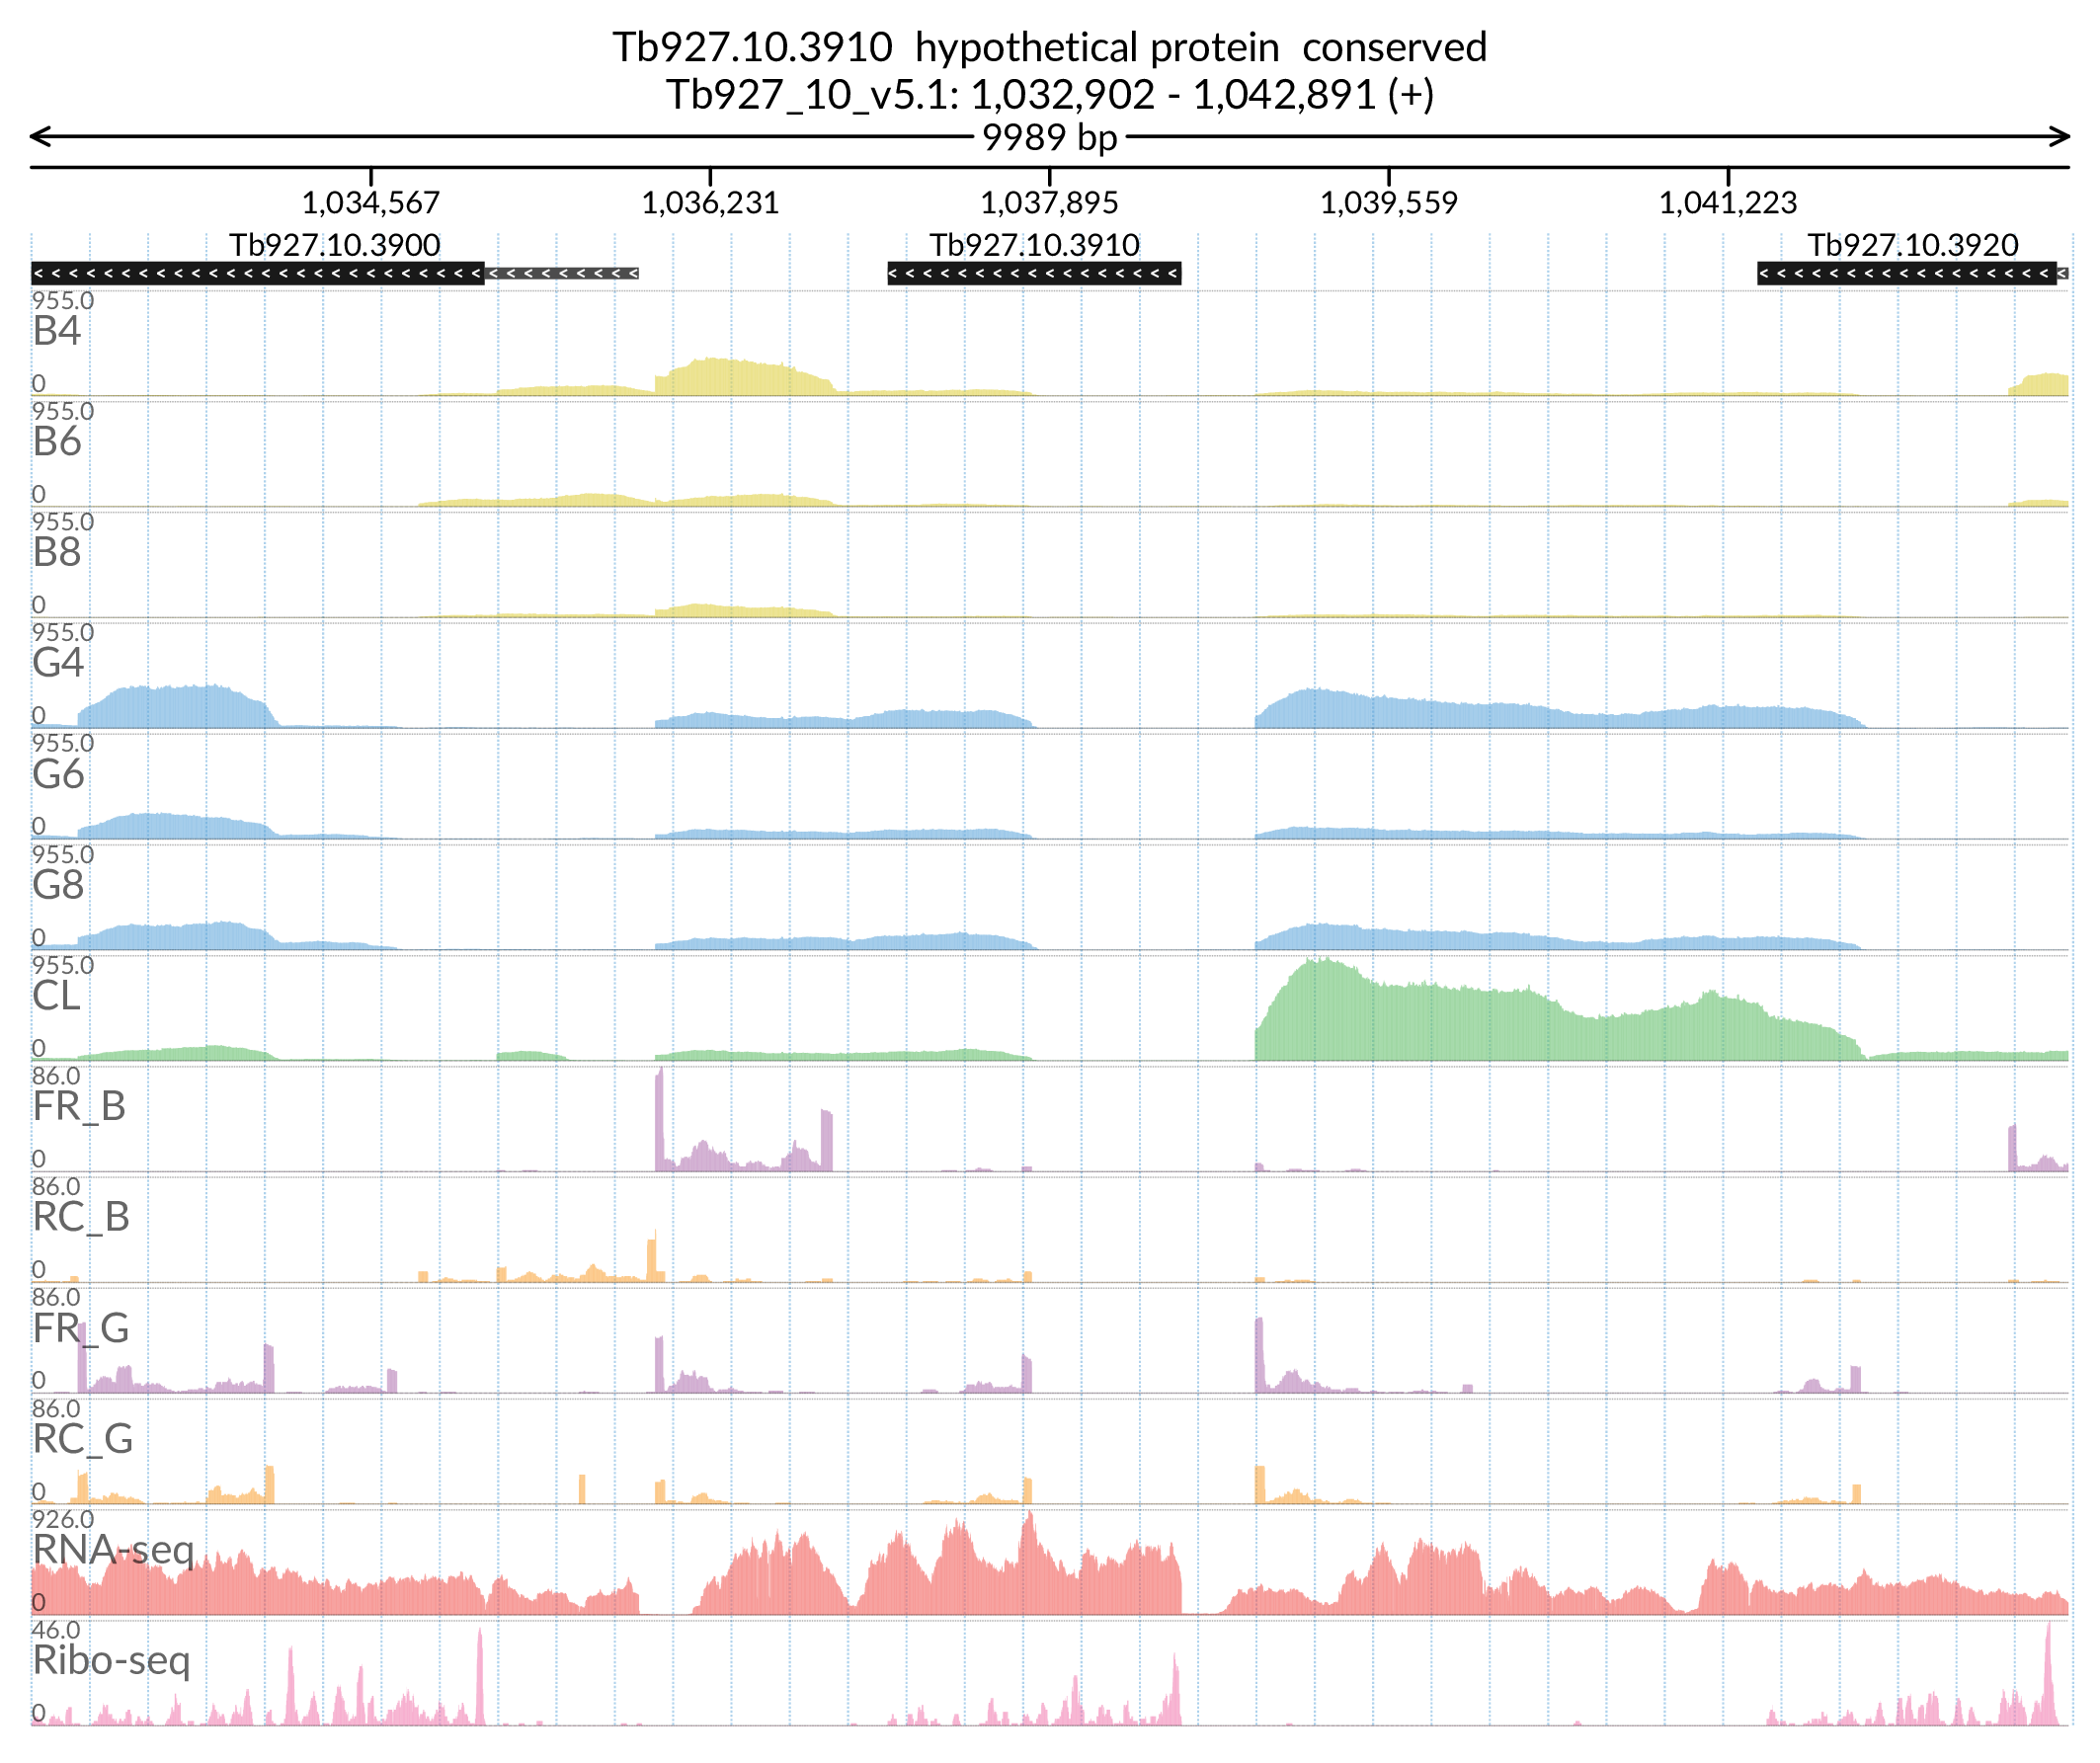 Tb927.10.3910  hypothetical protein  conserved
Tb927_10_v5.1: 1,032,902 - 1,042,891 (+)
9989 bp
1,034,567 1,036,231 1,037,895 1,039,559 1,041,223
Tb927.10.3900 Tb927.10.3910 Tb927.10.3920
955.0
B4
0
955.0
B6
0
955.0
B8
0
955.0
G4
0
955.0
G6
0
955.0
G8
0
955.0
CL
0
86.0
FR_B
0
86.0
RC_B
0
86.0
FR_G
0
86.0
RC_G
0
926.0
RNA-seq
0
46.0
Ribo-seq
0